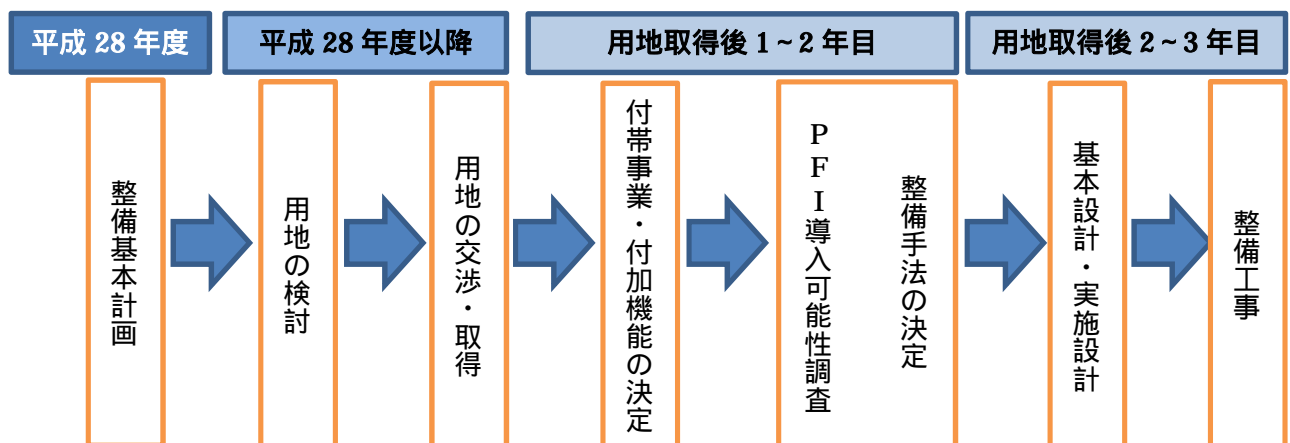 平成 28 年度
平成 28 年度以降
用地取得後 1~2 年目
用地取得後 2~3 年目
整備基本計画
用地の検討
用地の交渉・取得
付帯事業・付加機能の決定
PFI導入可能性調査
整備手法の決定
基本設計・実施設計
整備工事